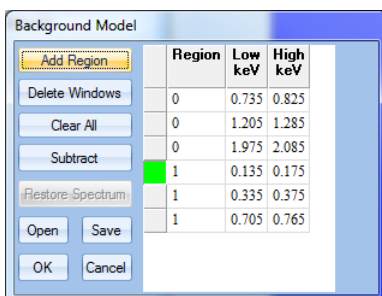 Background Model
Add Region
Delete Windows
Clear All
Subtract
Restore Spectrum
Open Save
OK Cancel
Region Low keV High keV
0 0.735 0.825
0 1.205 1.285
0 1.975 2.085
1 0.135 0.175
1 0.335 0.375
1 0.705 0.765